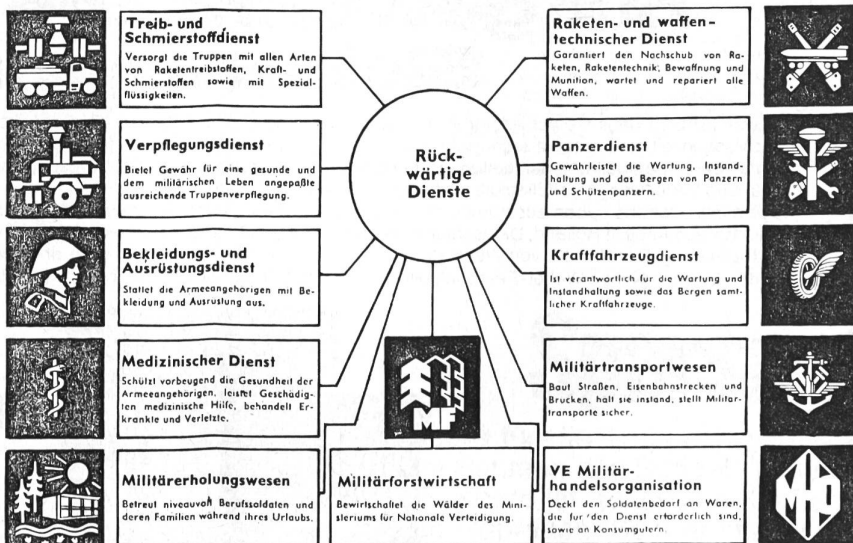 Treib- und
Schmierstoffdienst
Versorgt die Truppen mit allen Arten
von Raketentreibstoffen, Kraft- und
Schmierstoffen sowie mit Spezial-
flüssigkeiten.
Verpflegungsdienst
Bietet Gewähr für eine gesunde und
dem militärischen Leben angepaßte
ausreichende Truppenverpflegung.
Bekleidungs- und
Ausrüstungsdienst
Stattet die Armeeangehörigen mit Be-
kleidung und Ausrüstung aus.
Medizinischer Dienst
Schützt vorbeugend die Gesundheit der
Armeeangehörigen, leistet Geschädig-
ten medizinische Hilfe, behandelt Er-
krankte und Verletzte.
Militärerholungswesen
Betreut niveauvoll Berufssoldaten und
deren Familien während ihres Urlaubs.
Rück-
wärtige
Dienste
MF
Militärforstwirtschaft
Bewirtschaftet die Wälder des Mini-
steriums für Nationale Verteidigung.
Raketen- und waffen-
technischer Dienst
Garantiert den Nachschub von Ra-
keten, Raketentechnik, Bewaffnung und
Munition, wartet und repariert alle
Waffen.
Panzerdienst
Gewährleistet die Wartung, Instand-
haltung und das Bergen von Panzern
und Schützenpanzern.
Kraftfahrzeugdienst
Ist verantwortlich für die Wartung und
Instandhaltung sowie das Bergen sämt-
licher Kraftfahrzeuge.
Militärtransportwesen
Baut Straßen, Eisenbahnstrecken und
Brücken, hält sie instand, stellt Militär-
transporte sicher.
VE Militär-
handelsorganisation
Deckt den Soldatenbedarf an Waren,
die für den Dienst erforderlich sind,
sowie an Konsumgütern.
MHO